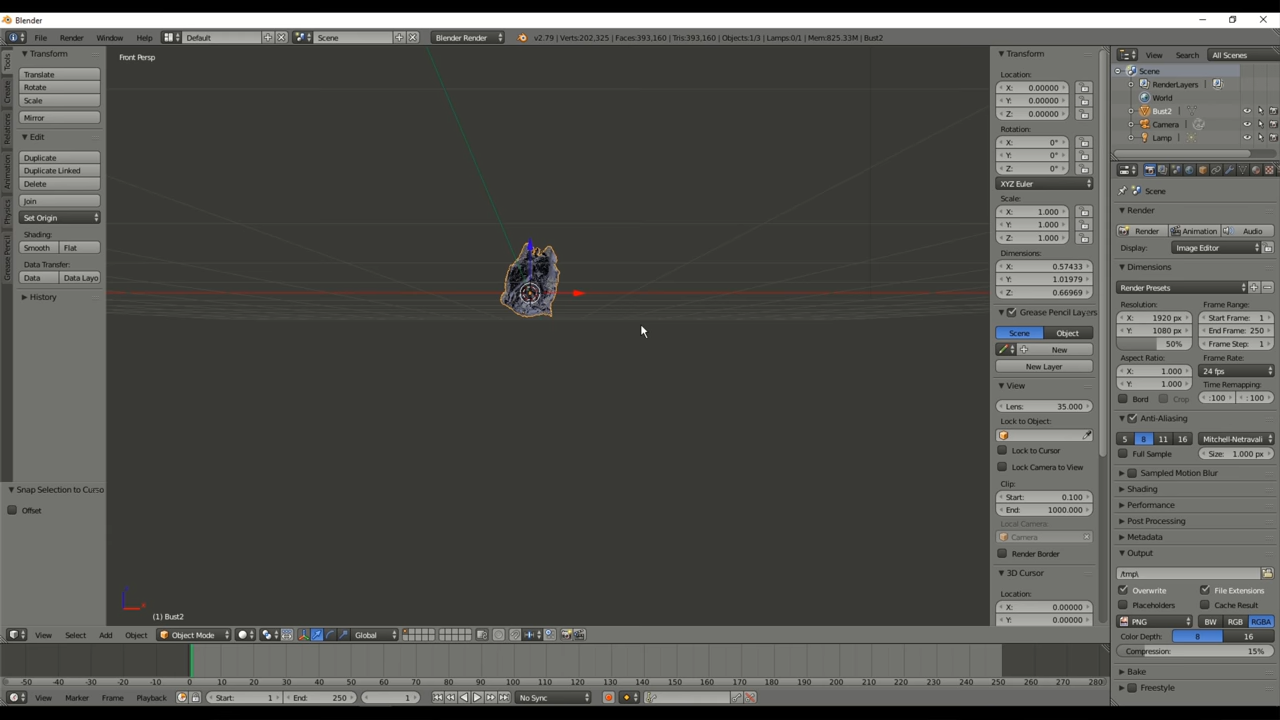 Blender
File Render Window Help Default Scene Blender Render v2.79 | Verts:202,325 | Faces:393,160 | Tris:393,160 | Objects:1/3 | Lamps:0/1 | Mem:825.33M | Bust2
Tools
Create
Relations
Animation
Physics
Grease Pencil
Transform
Translate
Rotate
Scale
Mirror
Edit
Duplicate
Duplicate Linked
Delete
Join
Set Origin
Shading:
Smooth Flat
Data Transfer:
Data Data Layo
History
Snap Selection to Curso
Offset
Front Persp
(1) Bust2
Transform
Location:
X: 0.00000
Y: 0.00000
Z: 0.00000
Rotation:
X: 0°
Y: 0°
Z: 0°
XYZ Euler
Scale:
X: 1.000
Y: 1.000
Z: 1.000
Dimensions:
X: 0.57433
Y: 1.01979
Z: 0.66969
Grease Pencil Layers
Scene Object
New
New Layer
View
Lens: 35.000
Lock to Object:
Lock to Cursor
Lock Camera to View
Clip:
Start: 0.100
End: 1000.000
Local Camera:
Camera
Render Border
3D Cursor
Location:
X: 0.00000
Y: 0.00000
View Search All Scenes
Scene
RenderLayers
World
Bust2
Camera
Lamp
Scene
Render
Render Animation Audio
Display: Image Editor
Dimensions
Render Presets
Resolution: Frame Range:
X: 1920 px Start Frame: 1
Y: 1080 px End Frame: 250
50% Frame Step: 1
Aspect Ratio: Frame Rate:
X: 1.000 24 fps
Y: 1.000 Time Remapping:
Bord Crop :100 :100
Anti-Aliasing
5 8 11 16 Mitchell-Netravali
Full Sample Size: 1.000 px
Sampled Motion Blur
Shading
Performance
Post Processing
Metadata
Output
/tmp\
Overwrite File Extensions
Placeholders Cache Result
PNG BW RGB RGBA
Color Depth: 8 16
Compression: 15%
Bake
Freestyle
View Select Add Object Object Mode Global
-50 -40 -30 -20 -10 0 10 20 30 40 50 60 70 80 90 100 110 120 130 140 150 160 170 180 190 200 210 220 230 240 250 260 270 280
View Marker Frame Playback Start: 1 End: 250 1 No Sync